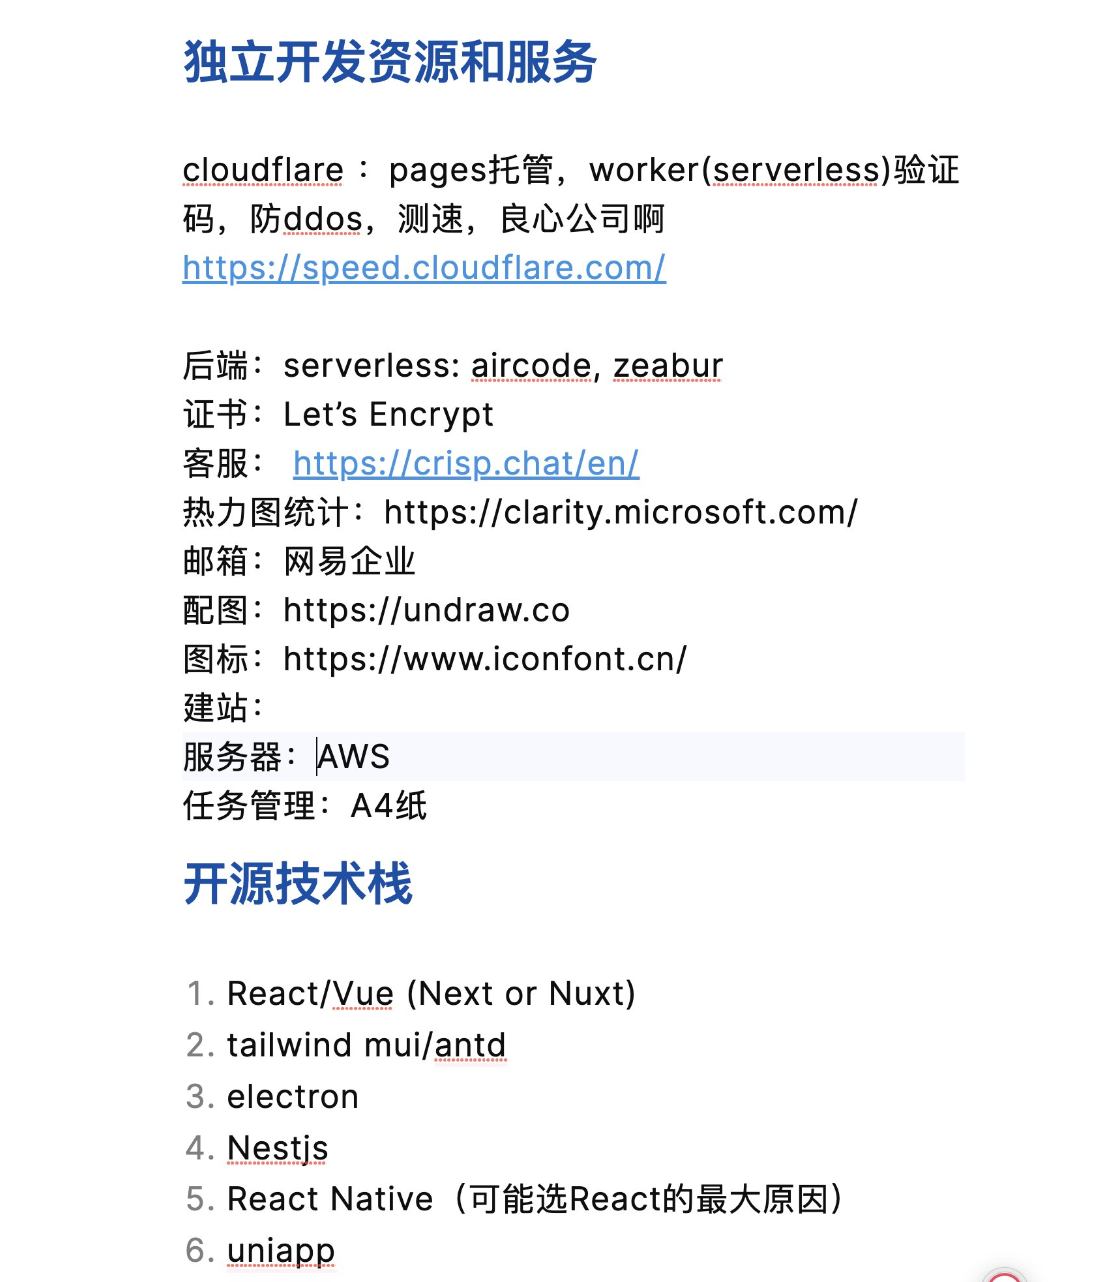 独立开发资源和服务
cloudflare ：pages托管，worker(serverless)验证
码，防ddos，测速，良心公司啊
https://speed.cloudflare.com/
后端：serverless: aircode, zeabur
证书：Let’s Encrypt
客服： https://crisp.chat/en/
热力图统计：https://clarity.microsoft.com/
邮箱：网易企业
配图：https://undraw.co
图标：https://www.iconfont.cn/
建站：
服务器：AWS
任务管理：A4纸
开源技术栈
1. React/Vue (Next or Nuxt)
2. tailwind mui/antd
3. electron
4. Nestjs
5. React Native（可能选React的最大原因）
6. uniapp